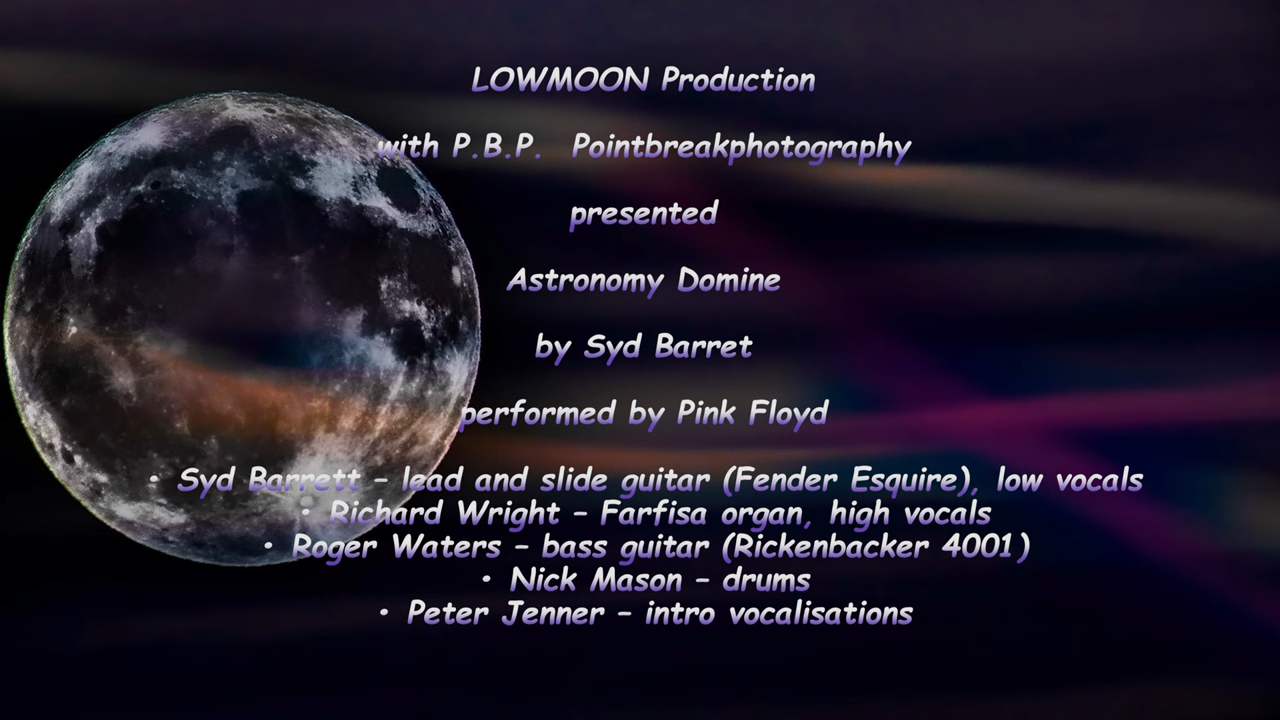 LOWMOON Production
with P.B.P. Pointbreakphotography
presented
Astronomy Domine
by Syd Barret
performed by Pink Floyd
• Syd Barrett – lead and slide guitar (Fender Esquire), low vocals
• Richard Wright – Farfisa organ, high vocals
• Roger Waters – bass guitar (Rickenbacker 4001)
• Nick Mason – drums
• Peter Jenner – intro vocalisations